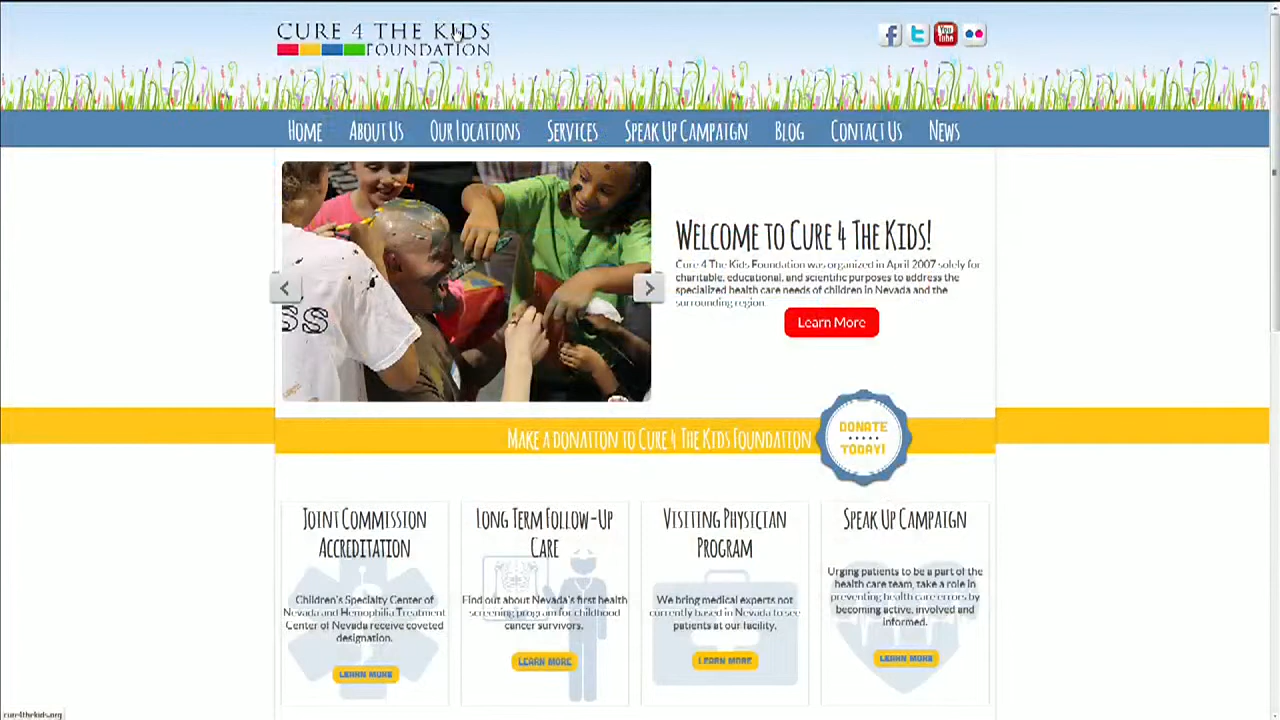 CURE 4 THE KIDS
FOUNDATION
You
Tube
HOME ABOUT US OUR LOCATIONS SERVICES SPEAK UP CAMPAIGN BLOG CONTACT US NEWS
WELCOME TO CURE 4 THE KIDS!
Cure 4 The Kids Foundation was organized in April 2007 solely for
charitable, educational, and scientific purposes to address the
specialized health care needs of children in Nevada and the
surrounding region.
Learn More
MAKE A DONATION TO CURE 4 THE KIDS FOUNDATION
DONATE
TODAY!
JOINT COMMISSION
ACCREDITATION
Children's Specialty Center of
Nevada and Hemophilia Treatment
Center of Nevada receive coveted
designation.
LEARN MORE
LONG TERM FOLLOW-UP
CARE
Find out about Nevada's first health
screening program for childhood
cancer survivors.
LEARN MORE
VISITING PHYSICIAN
PROGRAM
We bring medical experts not
currently based in Nevada to see
patients at our facility.
LEARN MORE
SPEAK UP CAMPAIGN
Urging patients to be a part of the
health care team, take a role in
preventing health care errors by
becoming active, involved and
informed.
LEARN MORE
cure4thekids.org